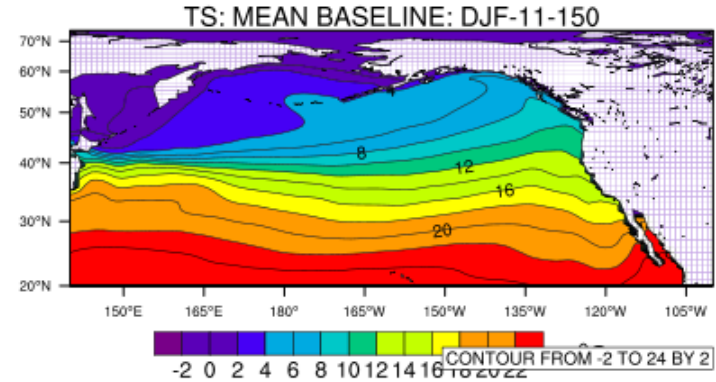 TS: MEAN BASELINE: DJF-11-150
70°N
60°N
50°N
40°N
30°N
20°N
8
12
16
20
150°E 165°E 180° 165°W 150°W 135°W 120°W 105°W
-2 0 2 4 6 8 10 12 14 16 18 20 22
CONTOUR FROM -2 TO 24 BY 2